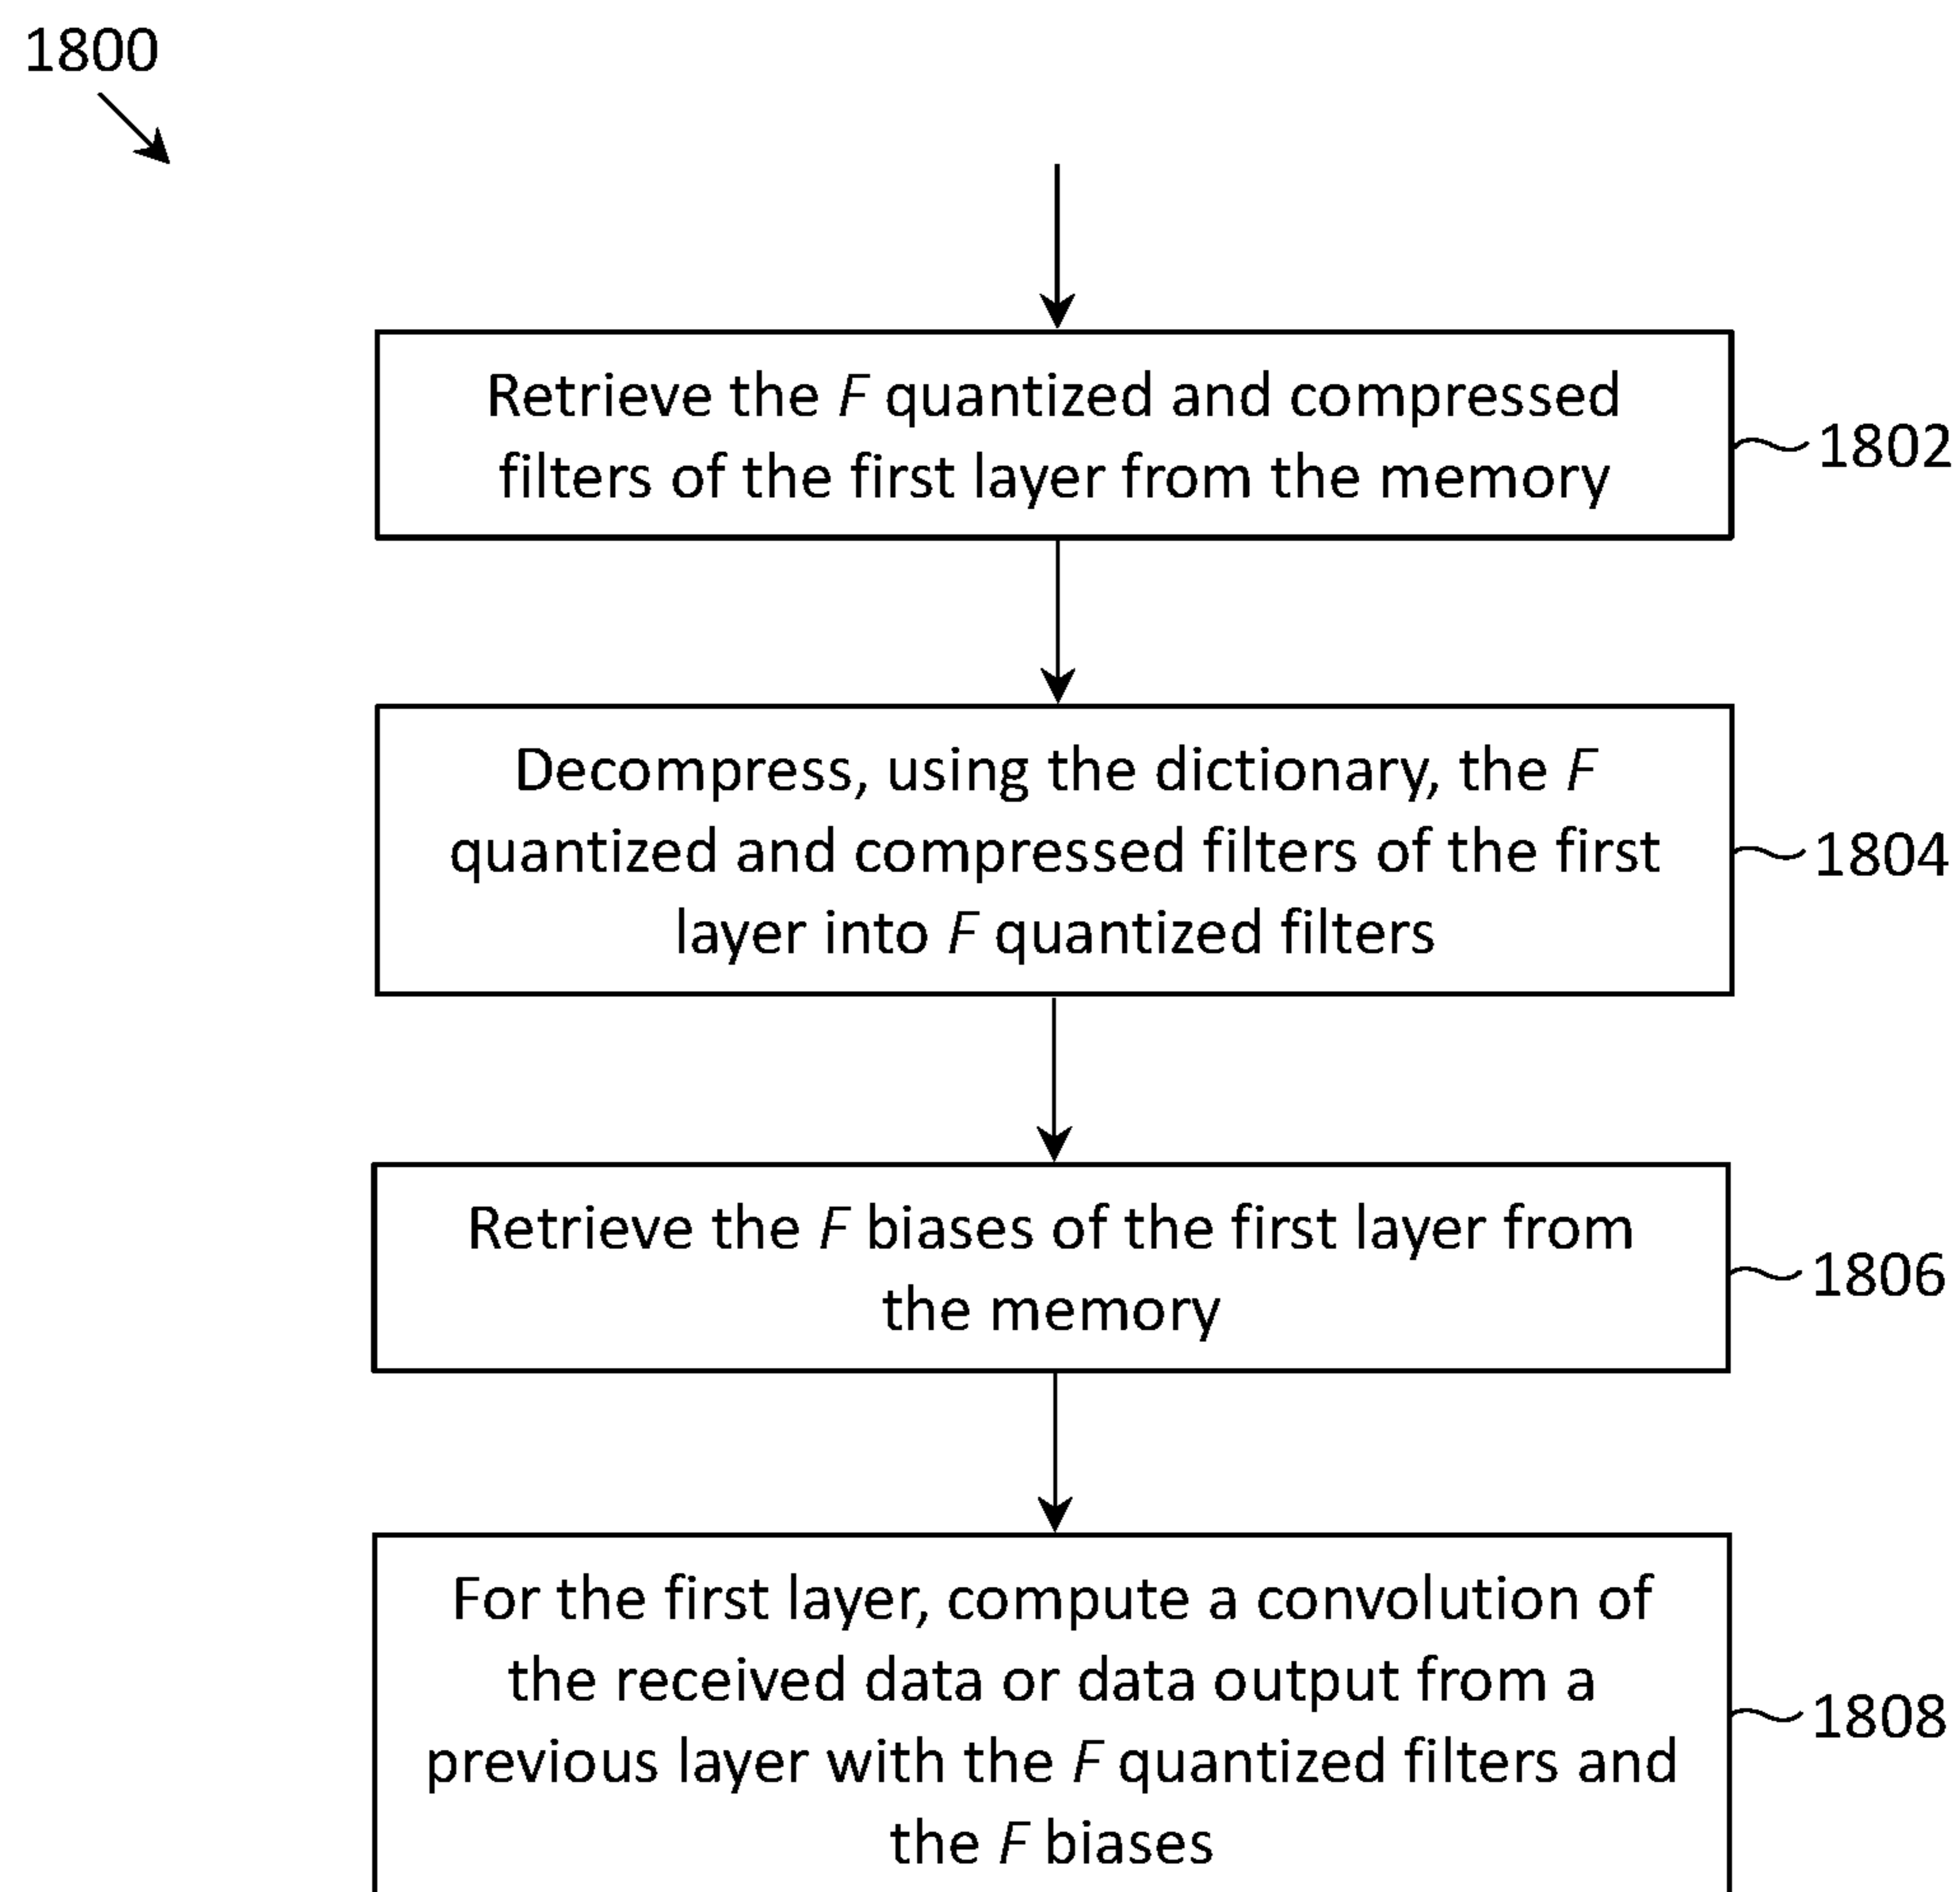 1800
Retrieve the F quantized and compressed
filters of the first layer from the memory
1802
Decompress, using the dictionary, the F
quantized and compressed filters of the first
layer into F quantized filters
1804
Retrieve the F biases of the first layer from
the memory
1806
For the first layer, compute a convolution of
the received data or data output from a
previous layer with the F quantized filters and
the F biases
1808